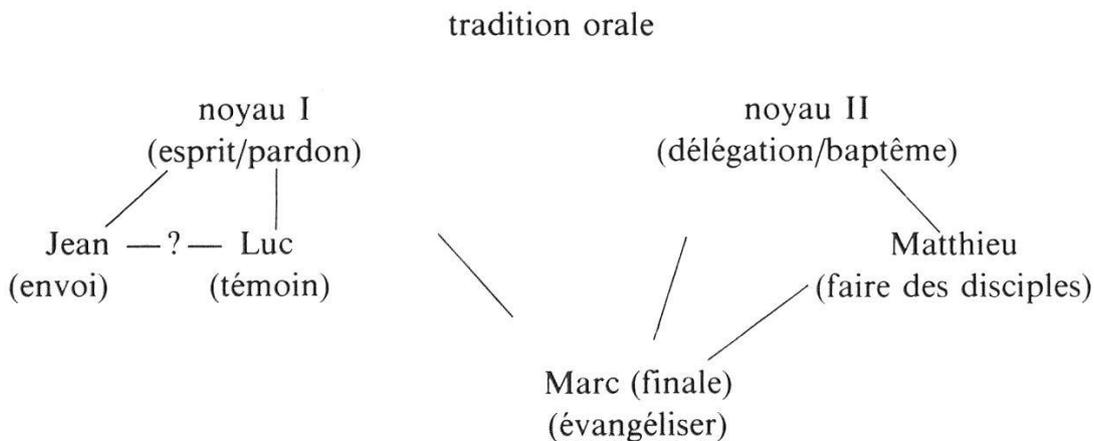 tradition orale
noyau I
(esprit/pardon)
noyau II
(délégation/baptême)
Jean — ? — Luc
(envoi) (témoin)
Matthieu
(faire des disciples)
Marc (finale)
(évangéliser)